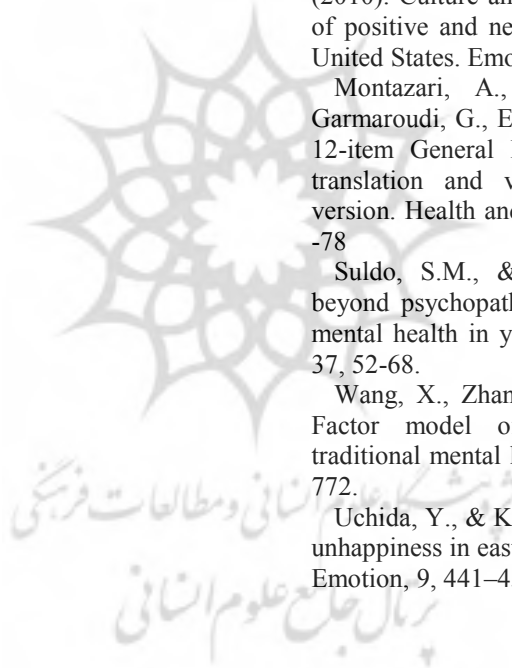 (2010). Culture an
of positive and ne
United States. Emo
Montazari, A.,
Garmaroudi, G., E
12-item General
translation and v
version. Health and
-78
Suldo, S.M., &
beyond psychopath
mental health in y
37, 52-68.
Wang, X., Zhan
Factor model o
traditional mental
772.
Uchida, Y., & K
unhappiness in east
Emotion, 9, 441–4
پژوهشگاه علوم انسانی و مطالعات فرهنگی
پرتال جامع علوم انسانی